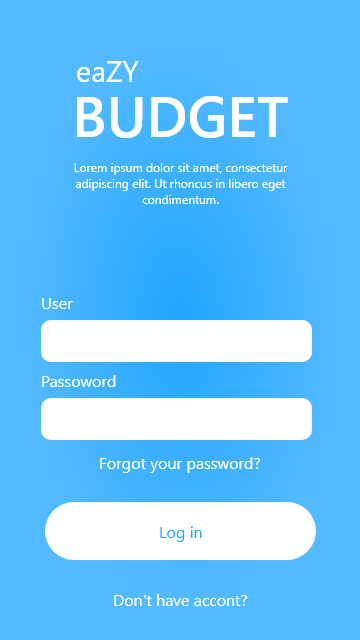 eaZY
BUDGET
Lorem ipsum dolor sit amet, consectetur
adipiscing elit. Ut rhoncus in libero eget
condimentum.
User
Passoword
Forgot your password?
Log in
Don't have accont?